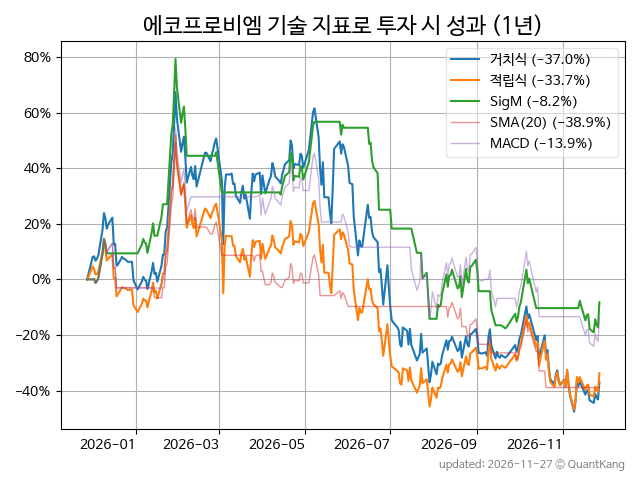 에코프로비엠 기술 지표로 투자 시 성과 (1년)
거치식 (−37.0%)
적립식 (−33.7%)
SigM (−8.2%)
SMA(20) (−38.9%)
MACD (−13.9%)
80%
60%
40%
20%
0%
−20%
−40%
2026-01 2026-03 2026-05 2026-07 2026-09 2026-11
updated: 2026-11-27 © QuantKang